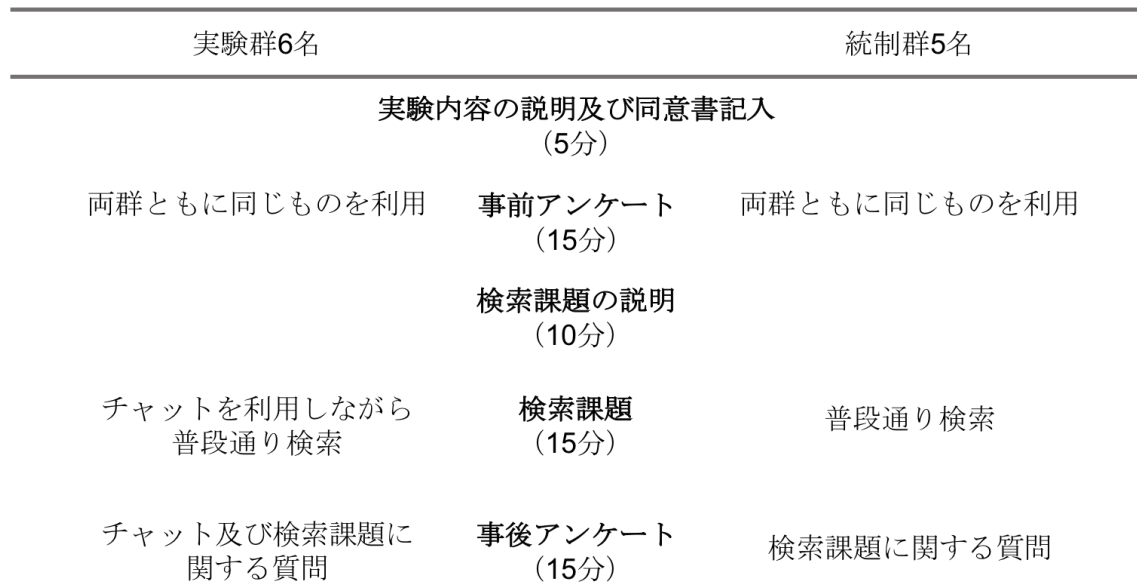 実験群6名 統制群5名
実験内容の説明及び同意書記入
（5分）
両群ともに同じものを利用 事前アンケート 両群ともに同じものを利用
（15分）
検索課題の説明
（10分）
チャットを利用しながら 検索課題 普段通り検索
普段通り検索 （15分）
チャット及び検索課題に 事後アンケート 検索課題に関する質問
関する質問 （15分）